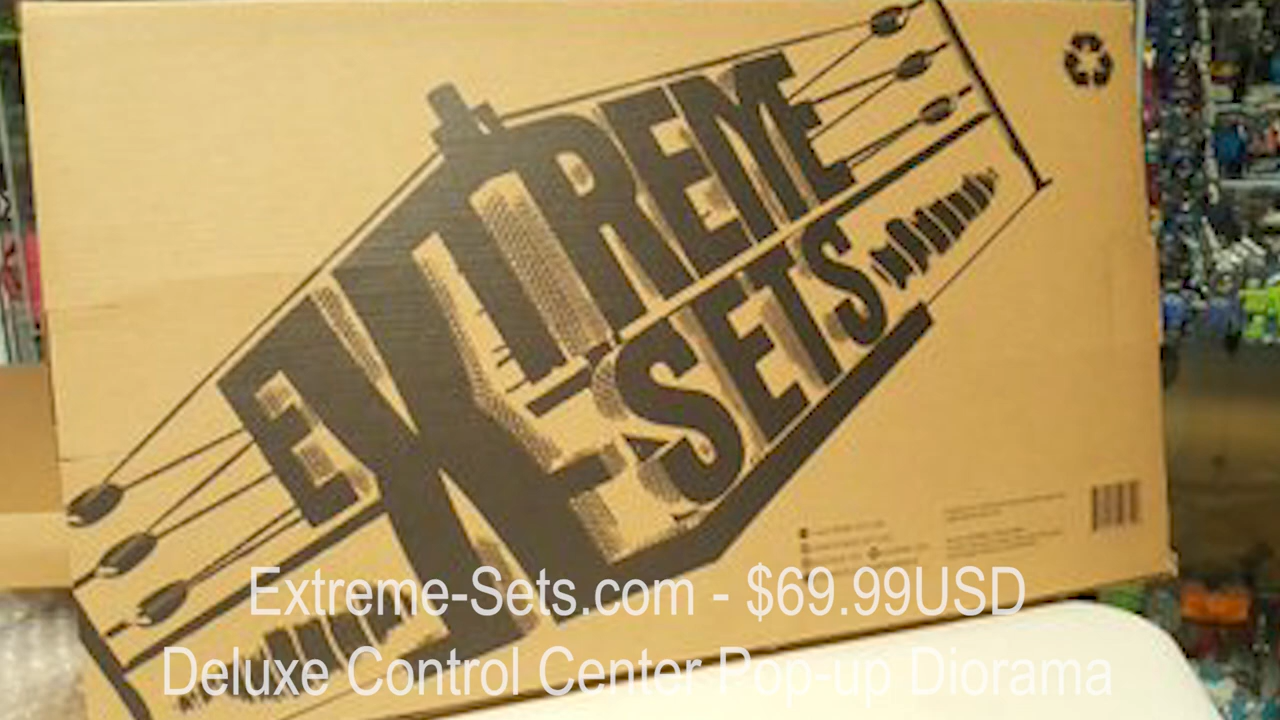 EXTREME
-SETS
Extreme-Sets.com - $69.99USD
Deluxe Control Center Pop-up Diorama